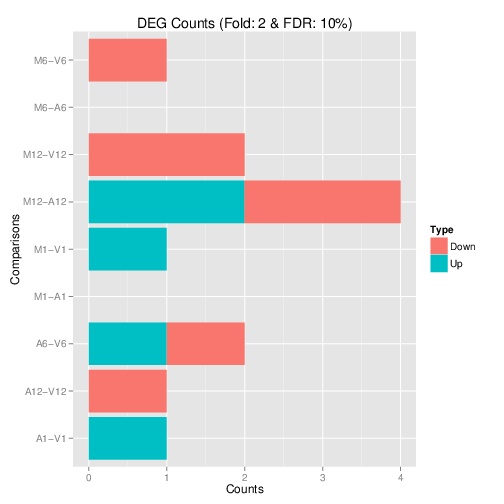 DEG Counts (Fold: 2 & FDR: 10%)
Comparisons
M6−V6
M6−A6
M12−V12
M12−A12
M1−V1
M1−A1
A6−V6
A12−V12
A1−V1
0 1 2 3 4
Counts
Type
Down
Up